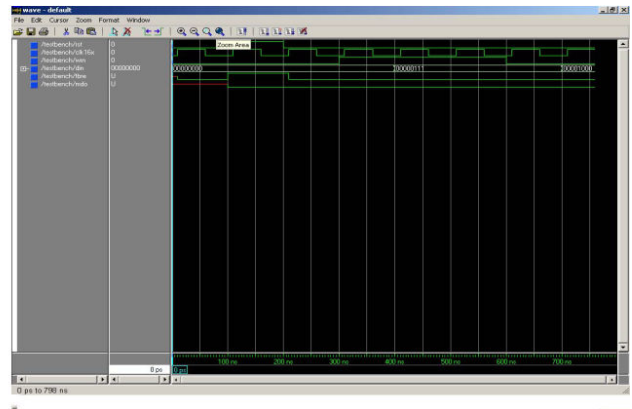 wave - default
File Edit Cursor Zoom Format Window
Zoom Area
/testbench/rst 0
/testbench/clk16x 0
/testbench/wrn 0
/testbench/din 00000000 00000000 00000111 00001000
/testbench/tbre U
/testbench/mdo U
100 ns 200 ns 300 ns 400 ns 500 ns 600 ns 700 ns
0 ps 0 ps
0 ps to 798 ns